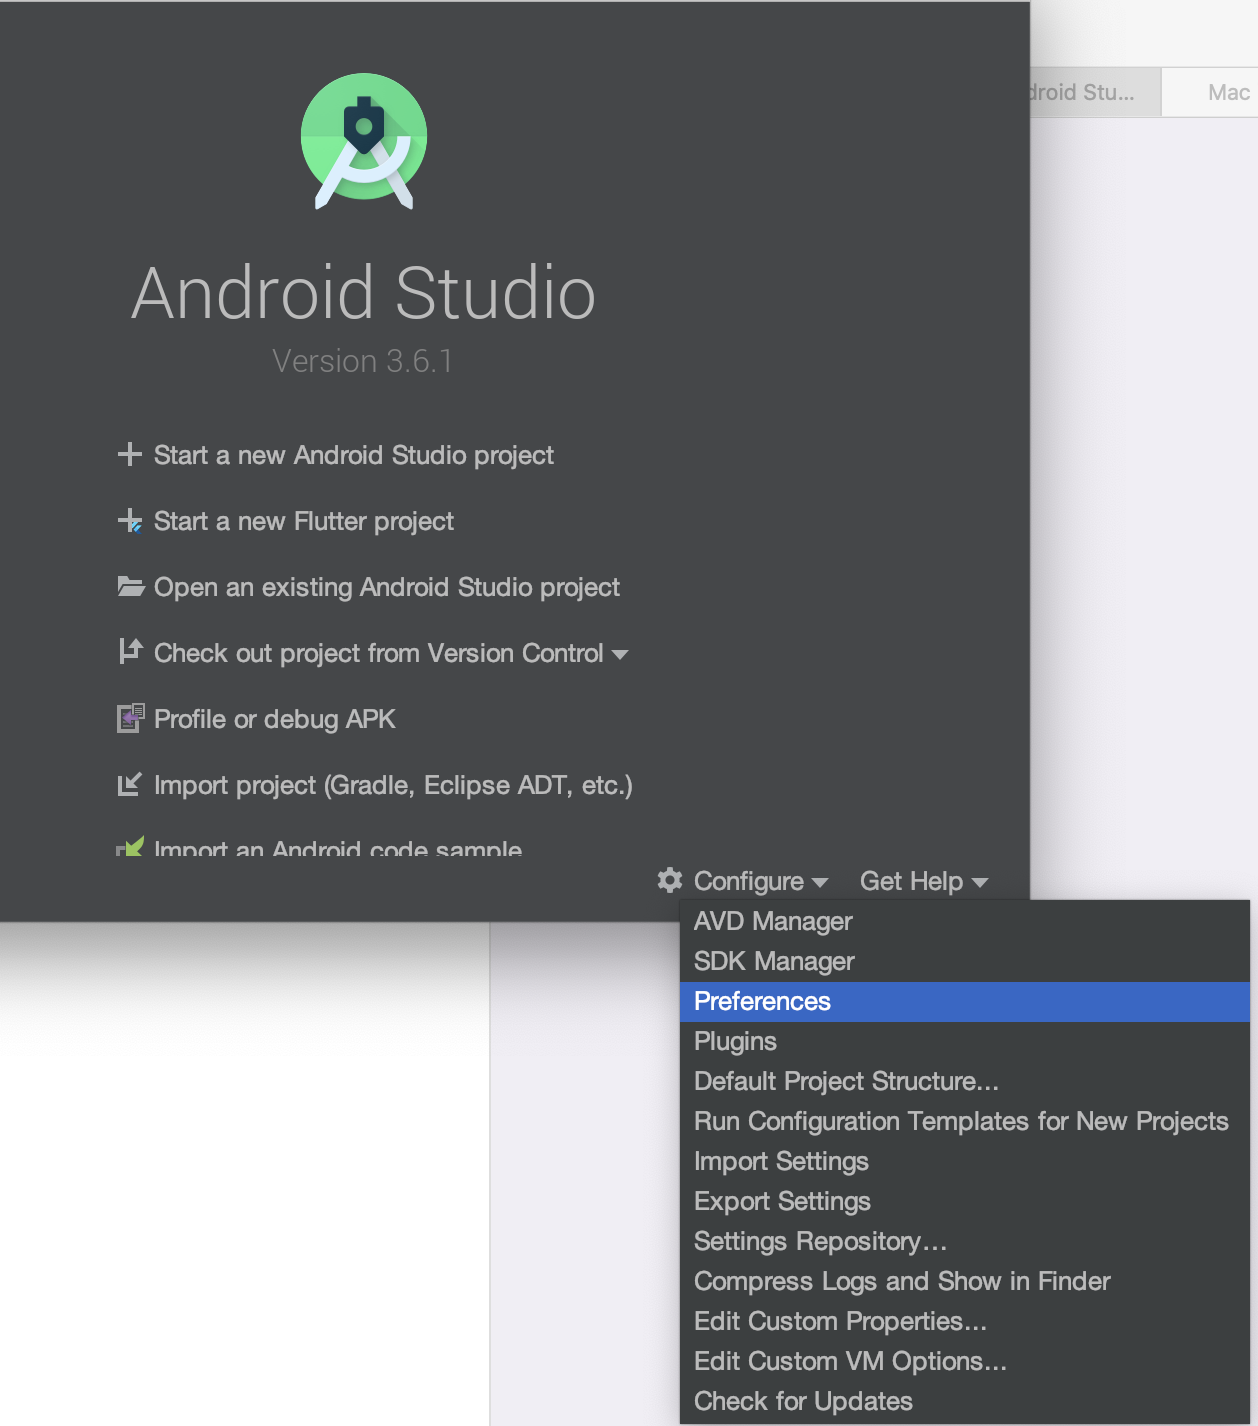 droid Stu...
Mac
Android Studio
Version 3.6.1
Start a new Android Studio project
Start a new Flutter project
Open an existing Android Studio project
Check out project from Version Control
Profile or debug APK
Import project (Gradle, Eclipse ADT, etc.)
Import an Android code sample
Configure
Get Help
AVD Manager
SDK Manager
Preferences
Plugins
Default Project Structure...
Run Configuration Templates for New Projects
Import Settings
Export Settings
Settings Repository...
Compress Logs and Show in Finder
Edit Custom Properties...
Edit Custom VM Options...
Check for Updates